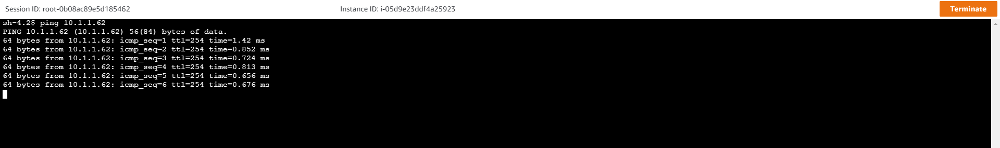 Session ID: root-0b08ac89e5d185462 Instance ID: i-05d9e23ddf4a25923 Terminate
sh-4.2$ ping 10.1.1.62
PING 10.1.1.62 (10.1.1.62) 56(84) bytes of data.
64 bytes from 10.1.1.62: icmp_seq=1 ttl=254 time=1.42 ms
64 bytes from 10.1.1.62: icmp_seq=2 ttl=254 time=0.852 ms
64 bytes from 10.1.1.62: icmp_seq=3 ttl=254 time=0.724 ms
64 bytes from 10.1.1.62: icmp_seq=4 ttl=254 time=0.813 ms
64 bytes from 10.1.1.62: icmp_seq=5 ttl=254 time=0.656 ms
64 bytes from 10.1.1.62: icmp_seq=6 ttl=254 time=0.676 ms